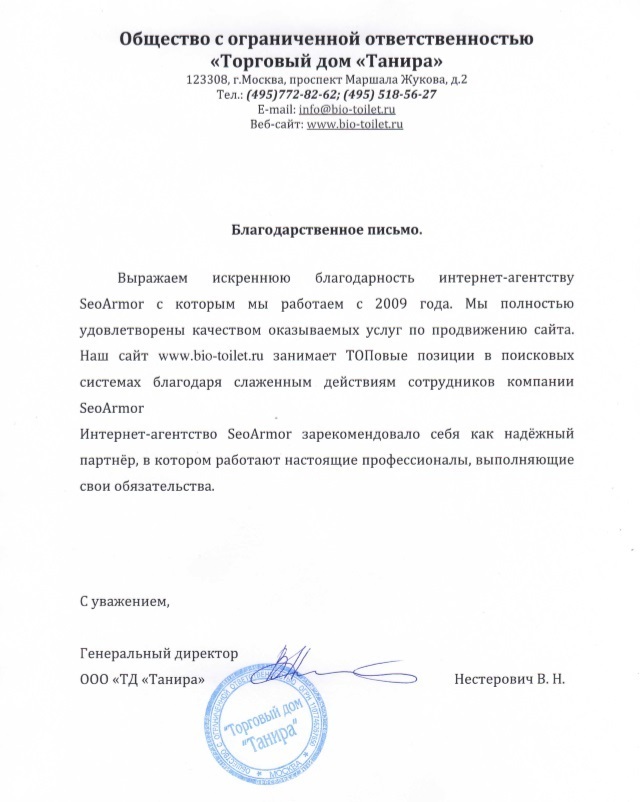 Общество с ограниченной ответственностью
«Торговый дом «Танира»
123308, г.Москва, проспект Маршала Жукова, д.2
Тел.: (495)772-82-62; (495) 518-56-27
E-mail: info@bio-toilet.ru
Веб-сайт: www.bio-toilet.ru
Благодарственное письмо.
Выражаем искреннюю благодарность интернет-агентству
SeoArmor с которым мы работаем с 2009 года. Мы полностью
удовлетворены качеством оказываемых услуг по продвижению сайта.
Наш сайт www.bio-toilet.ru занимает ТОПовые позиции в поисковых
системах благодаря слаженным действиям сотрудников компании
SeoArmor
Интернет-агентство SeoArmor зарекомендовало себя как надёжный
партнёр, в котором работают настоящие профессионалы, выполняющие
свои обязательства.
С уважением,
Генеральный директор
ООО «ТД «Танира»
Нестерович В. Н.
"Торговый дом
"Танира"
МОСКВА